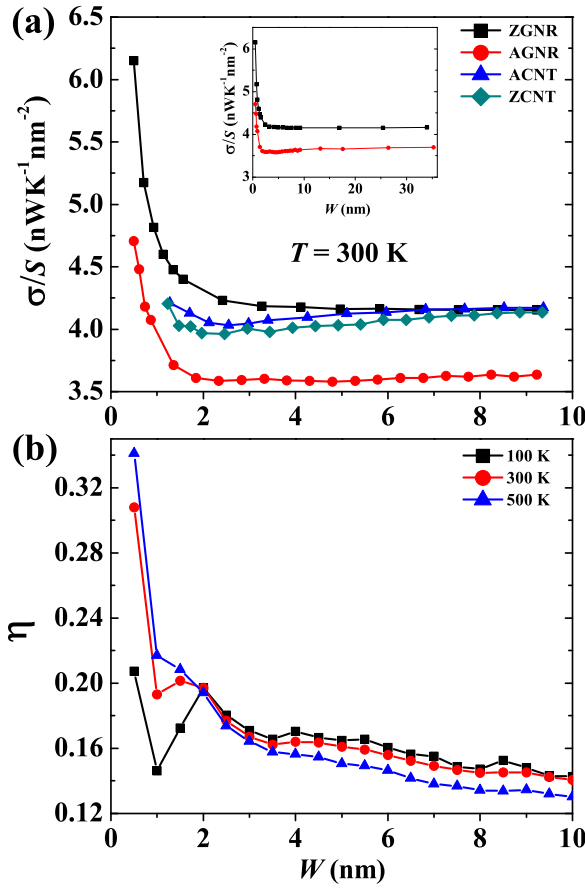 (a)
ZGNR
AGNR
ACNT
ZCNT
σ/S (nWK⁻¹nm⁻²)
6.5
6.0
5.5
5.0
4.5
4.0
3.5
0 2 4 6 8 10
σ/S (nWK⁻¹nm⁻²)
6
5
4
3
0 10 20 30
W (nm)
T = 300 K
(b)
100 K
300 K
500 K
η
0.32
0.28
0.24
0.20
0.16
0.12
0 2 4 6 8 10
W (nm)